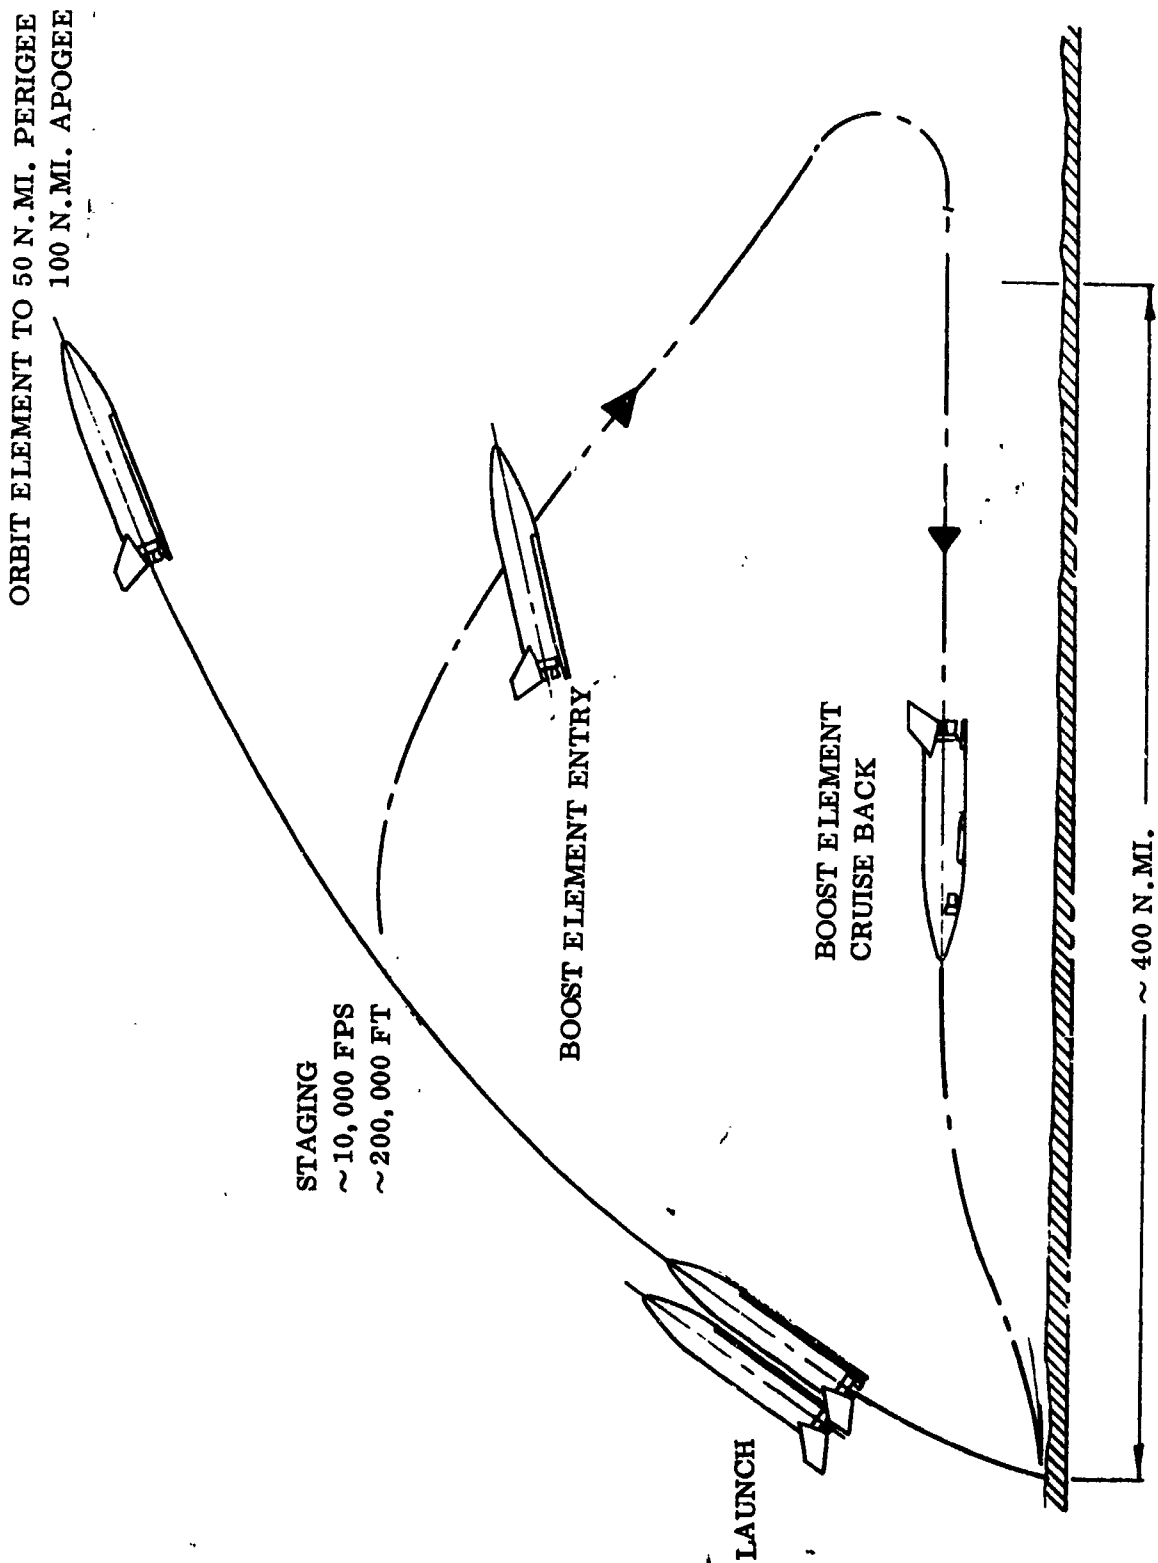 ORBIT ELEMENT TO 50 N.MI. PERIGEE
100 N.MI. APOGEE
STAGING
~10,000 FPS
~200,000 FT
BOOST ELEMENT ENTRY
LAUNCH
BOOST ELEMENT
CRUISE BACK
~ 400 N.MI.